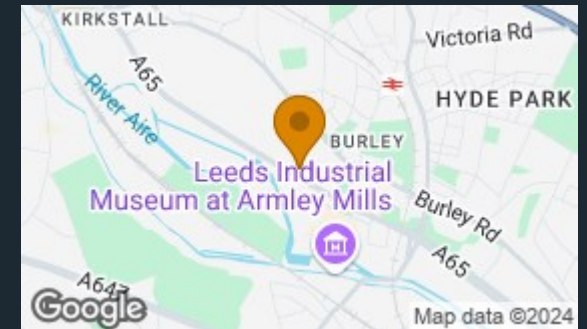 KIRKSTALL
Victoria Rd
A65
River Aire
HYDE PARK
BURLEY
Leeds Industrial
Museum at Armley Mills
Burley Rd
A65
A647
Google
Map data ©2024